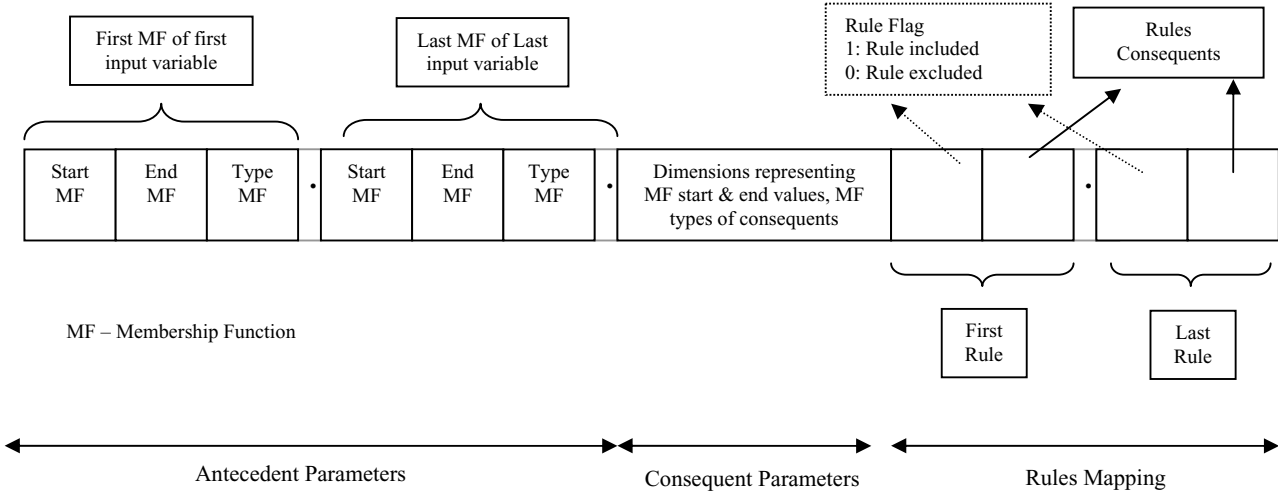 First MF of first
input variable
Last MF of Last
input variable
Rule Flag
1: Rule included
0: Rule excluded
Rules
Consequents
Start
MF
End
MF
Type
MF
Start
MF
End
MF
Type
MF
Dimensions representing
MF start & end values, MF
types of consequents
MF – Membership Function
First
Rule
Last
Rule
Antecedent Parameters
Consequent Parameters
Rules Mapping